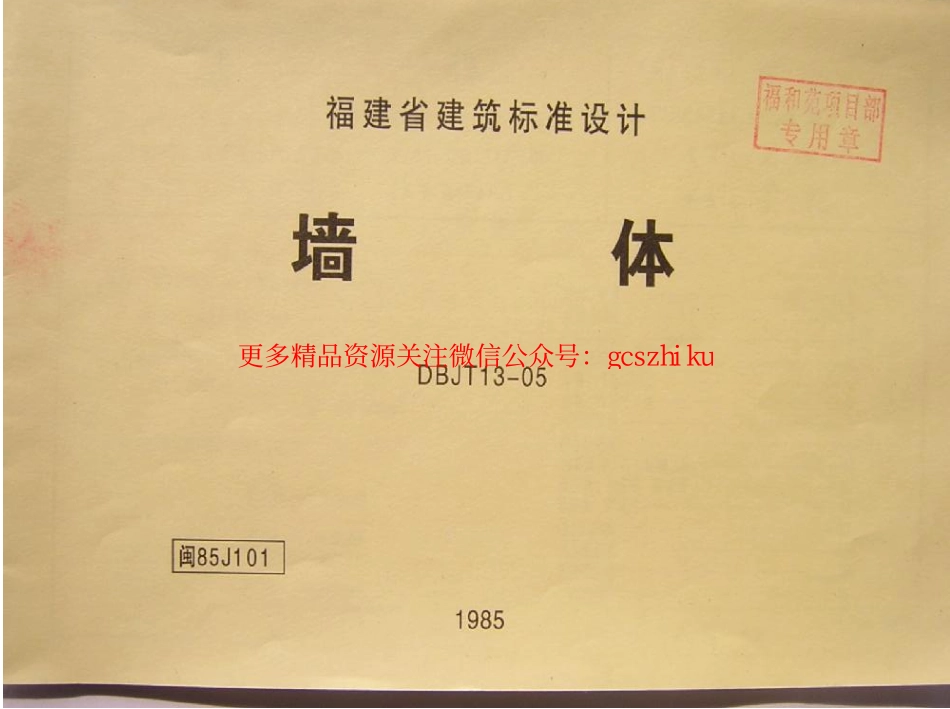 福建省建筑标准设计
福和苑项目部
专用章
墙 体
更多精品资源关注微信公众号：gcszhiku
DBJT13-05
闽85J101
1985